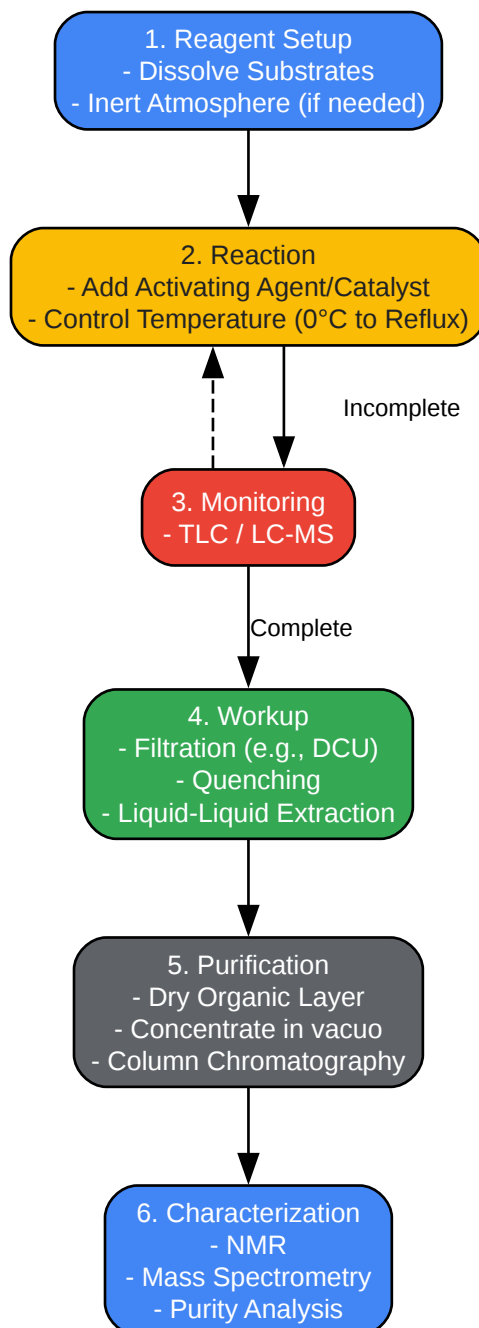 1. Reagent Setup
- Dissolve Substrates
- Inert Atmosphere (if needed)
2. Reaction
- Add Activating Agent/Catalyst
- Control Temperature (0°C to Reflux)
Incomplete
3. Monitoring
- TLC / LC-MS
Complete
4. Workup
- Filtration (e.g., DCU)
- Quenching
- Liquid-Liquid Extraction
5. Purification
- Dry Organic Layer
- Concentrate in vacuo
- Column Chromatography
6. Characterization
- NMR
- Mass Spectrometry
- Purity Analysis